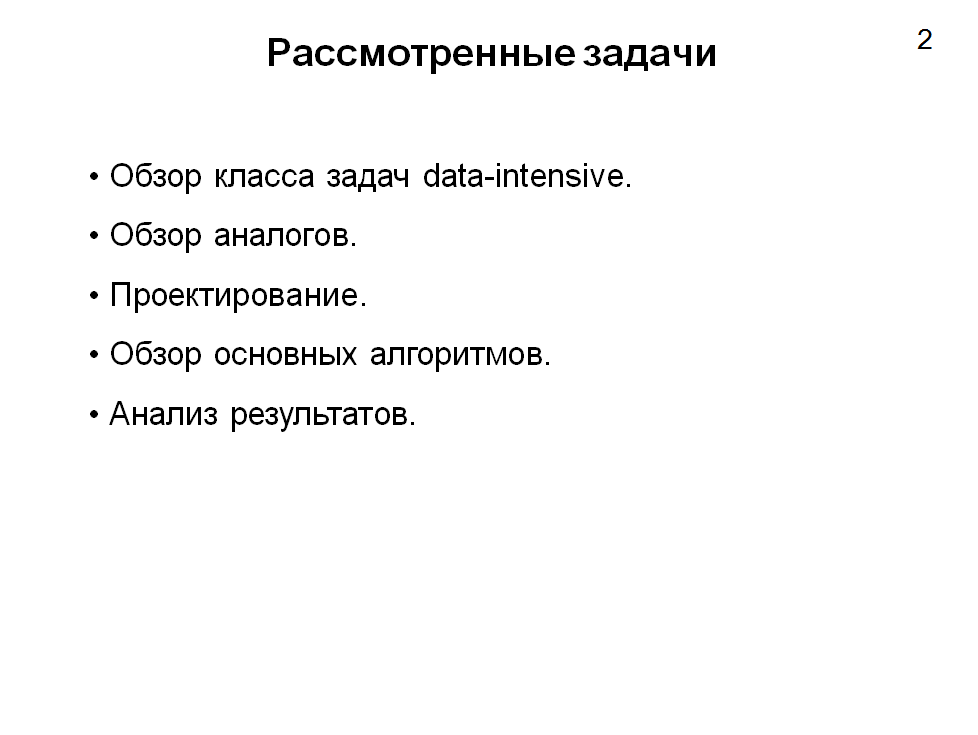 Рассмотренные задачи
2
• Обзор класса задач data-intensive.
• Обзор аналогов.
• Проектирование.
• Обзор основных алгоритмов.
• Анализ результатов.